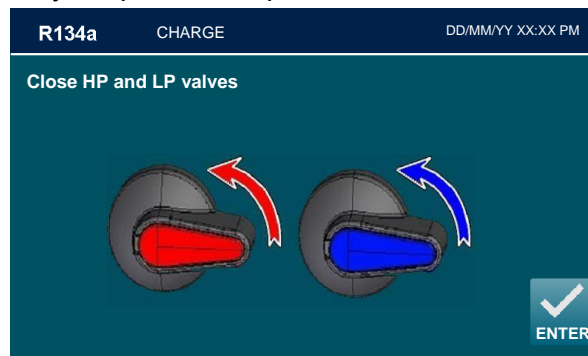 R134a CHARGE DD/MM/YY XX:XX PM
Close HP and LP valves
ENTER